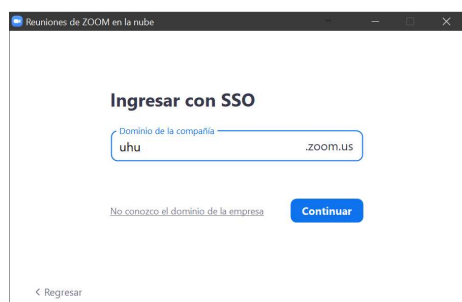 Reuniones de ZOOM en la nube
Ingresar con SSO
Dominio de la compañía
uhu .zoom.us
No conozco el dominio de la empresa Continuar
< Regresar